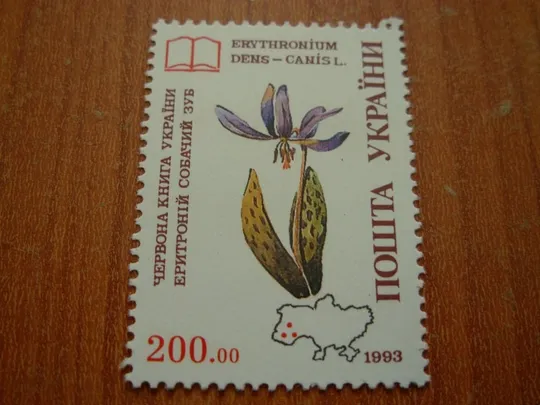 ERYTHRONIUM
DENS – CANIS L.
ЧЕРВОНА КНИГА УКРАЇНИ
ЕРИТРОНІЙ СОБАЧИЙ ЗУБ
ПОШТА УКРАЇНИ
200.00
1993